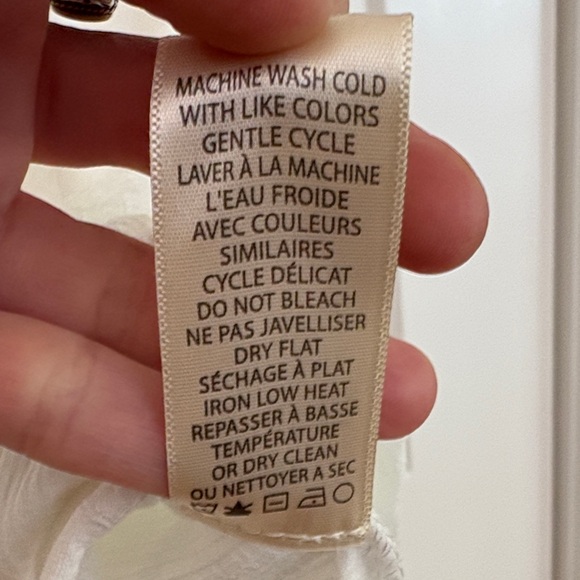 MACHINE WASH COLD
WITH LIKE COLORS
GENTLE CYCLE
LAVER À LA MACHINE
L'EAU FROIDE
AVEC COULEURS
SIMILAIRES
CYCLE DÉLICAT
DO NOT BLEACH
NE PAS JAVELLISER
DRY FLAT
SÉCHAGE À PLAT
IRON LOW HEAT
REPASSER À BASSE
TEMPÉRATURE
OR DRY CLEAN
OU NETTOYER A SEC